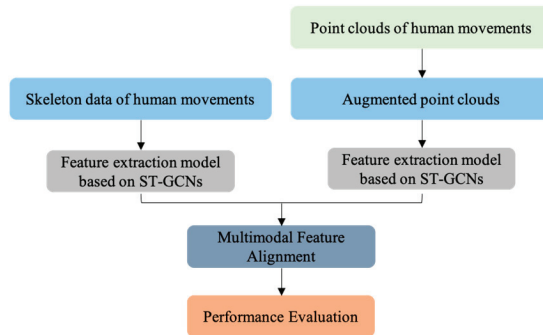 Point clouds of human movements
Skeleton data of human movements
Augmented point clouds
Feature extraction model
based on ST-GCNs
Feature extraction model
based on ST-GCNs
Multimodal Feature
Alignment
Performance Evaluation